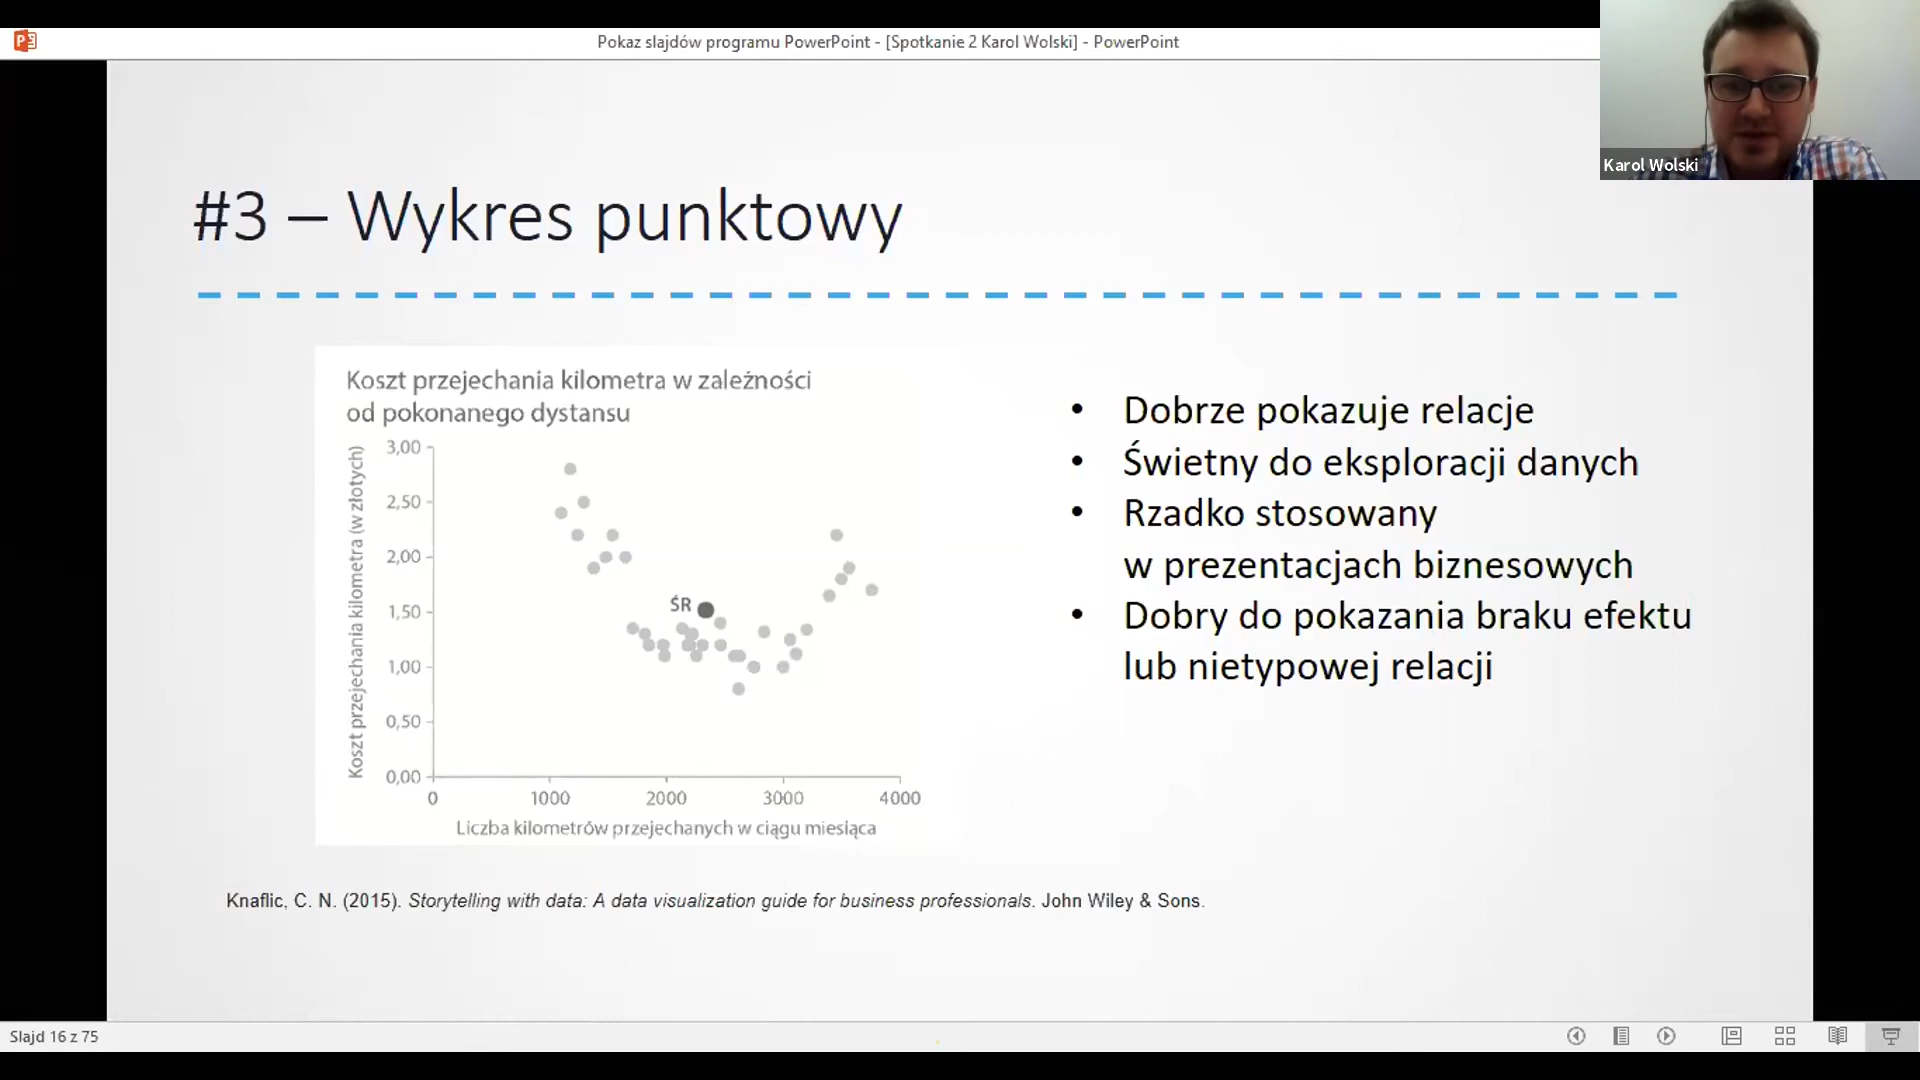 Pokaz slajdów programu PowerPoint - [Spotkanie 2 Karol Wolski] - PowerPoint
Karol Wolski
#3 – Wykres punktowy
Koszt przejechania kilometra w zależności
od pokonanego dystansu
Koszt przejechania kilometra (w złotych)
3,00
2,50
2,00
1,50
1,00
0,50
0,00
ŚR
0
1000
2000
3000
4000
Liczba kilometrów przejechanych w ciągu miesiąca
• Dobrze pokazuje relacje
• Świetny do eksploracji danych
• Rzadko stosowany
w prezentacjach biznesowych
• Dobry do pokazania braku efektu
lub nietypowej relacji
Knaflic, C. N. (2015). Storytelling with data: A data visualization guide for business professionals. John Wiley & Sons.
Slajd 16 z 75